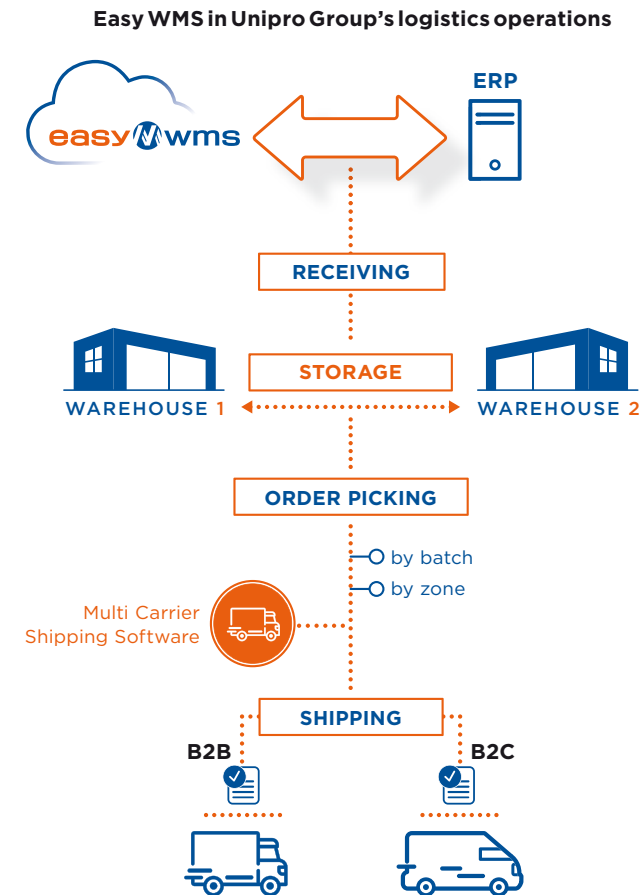 Easy WMS in Unipro Group's logistics operations
ERP
easy wms
RECEIVING
STORAGE
WAREHOUSE 1
WAREHOUSE 2
ORDER PICKING
by batch
by zone
Multi Carrier
Shipping Software
SHIPPING
B2B
B2C